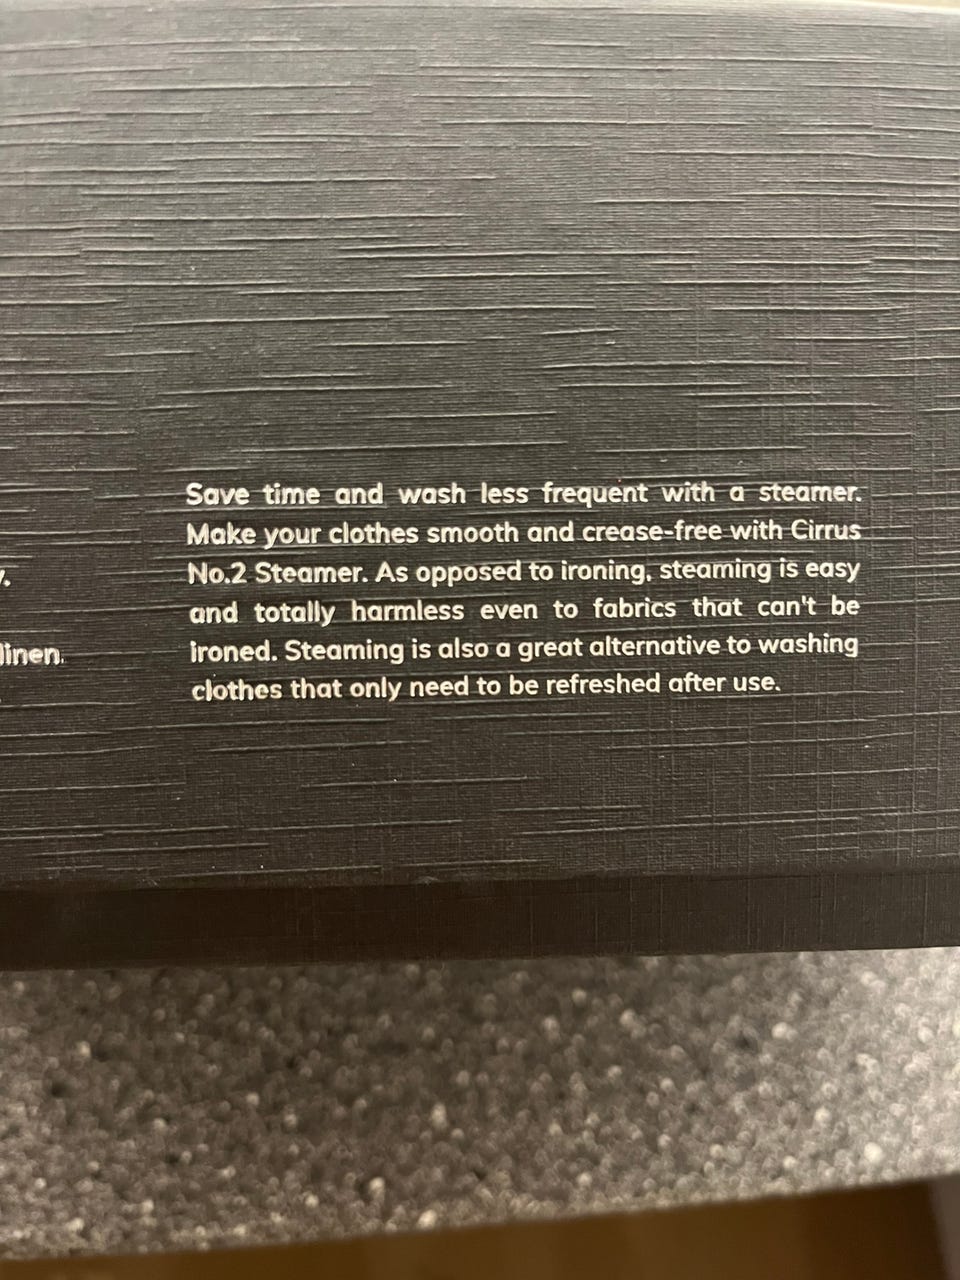 Save time and wash less frequent with a steamer.
Make your clothes smooth and crease-free with Cirrus
No.2 Steamer. As opposed to ironing, steaming is easy
and totally harmless even to fabrics that can't be
ironed. Steaming is also a great alternative to washing
clothes that only need to be refreshed after use.
linen.